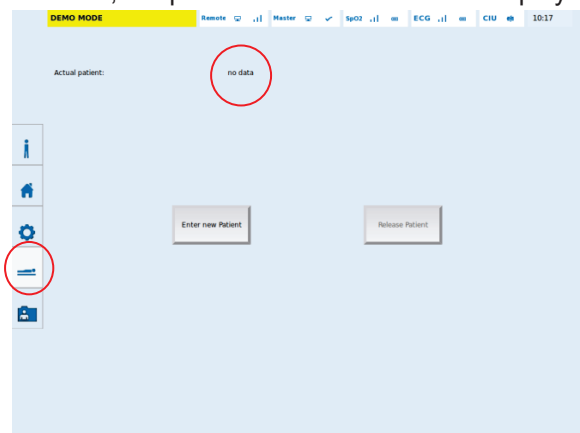 DEMO MODE Remote Master SpO2 ECG CIU 10:17
Actual patient: no data
Enter new Patient Release Patient